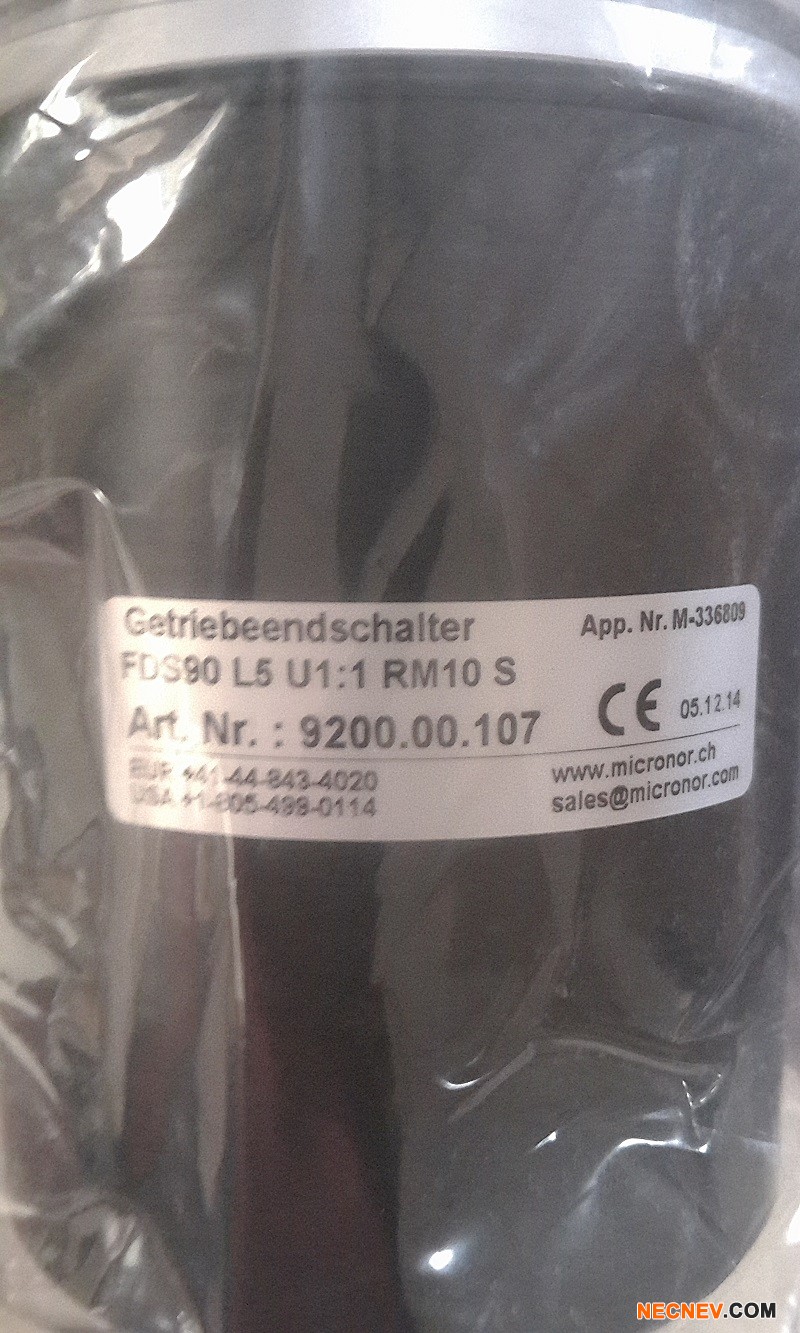 Getriebeendschalter
App. Nr. M-336809
FDS90 L5 U1:1 RM10 S
Art. Nr. : 9200.00.107
CE 05.12.14
EUR +41-44-843-4020
USA +1-805-499-0114
www.micronor.ch
sales@micronor.com
NECNEV.COM